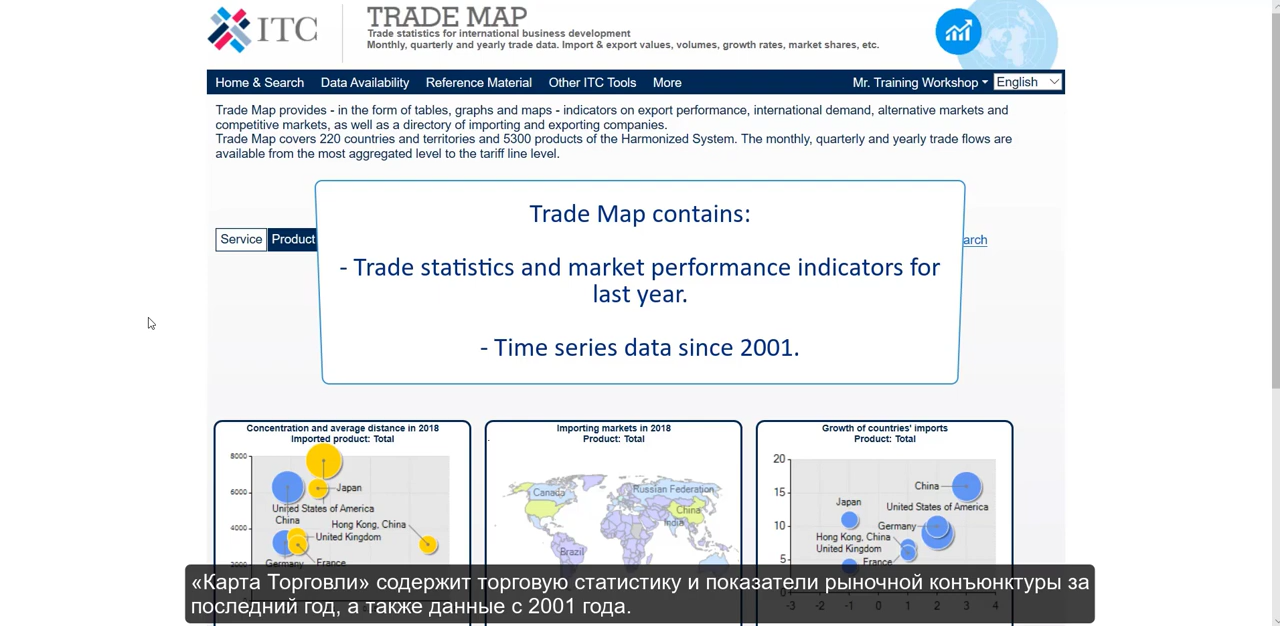 ITC
TRADE MAP
Trade statistics for international business development
Monthly, quarterly and yearly trade data. Import & export values, volumes, growth rates, market shares, etc.
Home & Search Data Availability Reference Material Other ITC Tools More Mr. Training Workshop English
Trade Map provides - in the form of tables, graphs and maps - indicators on export performance, international demand, alternative markets and
competitive markets, as well as a directory of importing and exporting companies.
Trade Map covers 220 countries and territories and 5300 products of the Harmonized System. The monthly, quarterly and yearly trade flows are
available from the most aggregated level to the tariff line level.
Trade Map contains:
Service Product
arch
- Trade statistics and market performance indicators for
last year.
- Time series data since 2001.
Concentration and average distance in 2018
Imported product: Total
8000
6000
4000
Japan
United States of America
China
Hong Kong, China
United Kingdom
Germany
France
Importing markets in 2018
Product: Total
Canada
Russian Federation
China
India
Brazil
Growth of countries' imports
Product: Total
20
15
10
5
0
China
United States of America
Japan
Germany
Hong Kong, China
United Kingdom
France
-3 -2 -1 0 1 2 3 4
«Карта Торговли» содержит торговую статистику и показатели рыночной конъюнктуры за
последний год, а также данные с 2001 года.